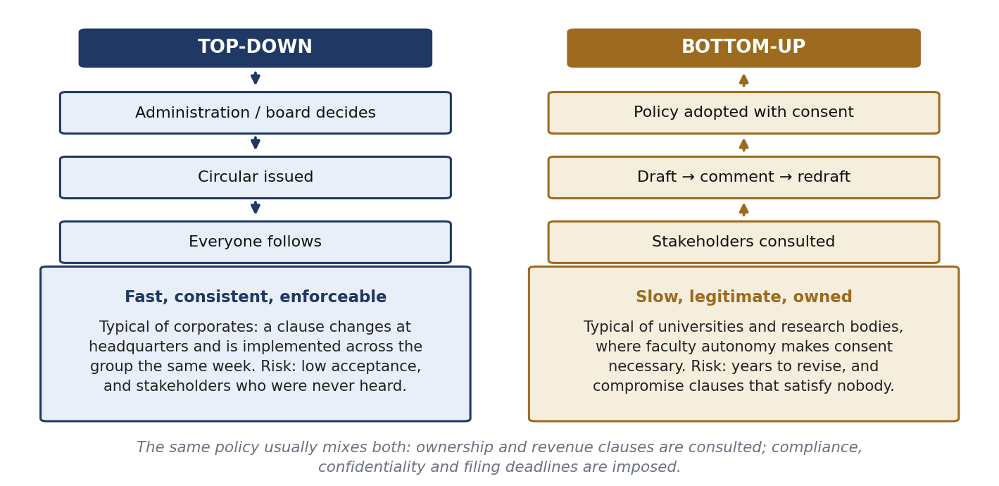 TOP-DOWN
Administration / board decides
Circular issued
Everyone follows
Fast, consistent, enforceable
Typical of corporates: a clause changes at
headquarters and is implemented across the
group the same week. Risk: low acceptance,
and stakeholders who were never heard.
BOTTOM-UP
Policy adopted with consent
Draft → comment → redraft
Stakeholders consulted
Slow, legitimate, owned
Typical of universities and research bodies,
where faculty autonomy makes consent
necessary. Risk: years to revise, and
compromise clauses that satisfy nobody.
The same policy usually mixes both: ownership and revenue clauses are consulted; compliance,
confidentiality and filing deadlines are imposed.